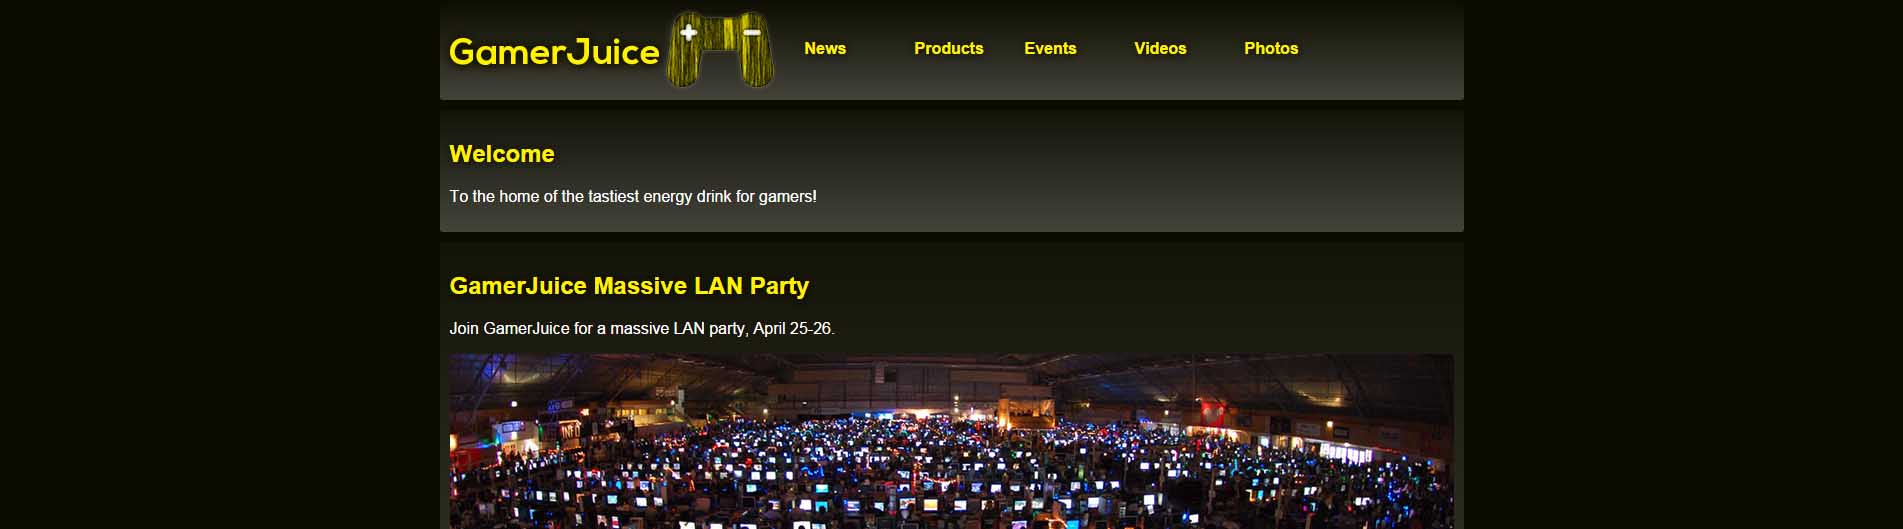 GamerJuice
News Products Events Videos Photos
Welcome
To the home of the tastiest energy drink for gamers!
GamerJuice Massive LAN Party
Join GamerJuice for a massive LAN party, April 25-26.
INFO